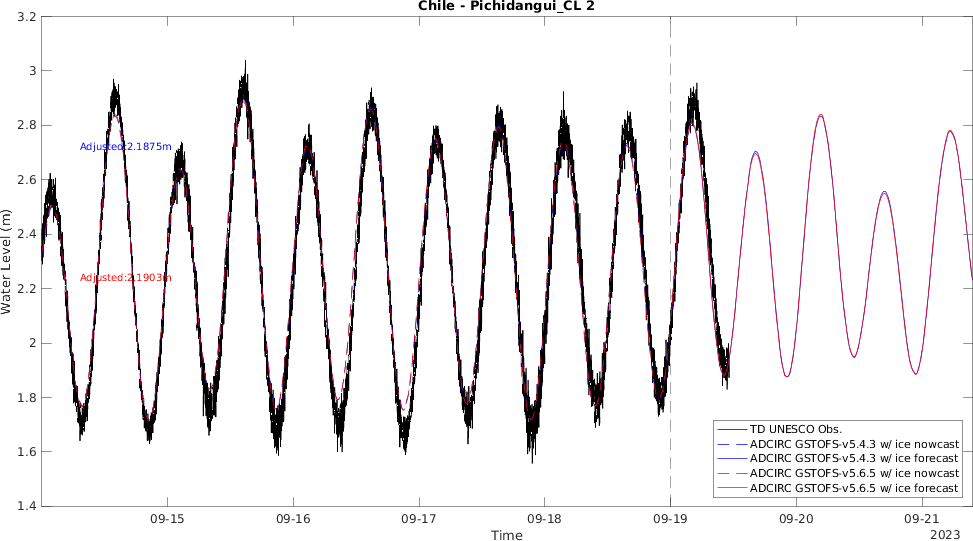 Chile - Pichidangui_CL 2
3.2
3
2.8
2.6
2.4
2.2
2
1.8
1.6
1.4
Water Level (m)
Adjusted:2.1875m
Adjusted:2.1903m
TD UNESCO Obs.
ADCIRC GSTOFS-v5.4.3 w/ ice nowcast
ADCIRC GSTOFS-v5.4.3 w/ ice forecast
ADCIRC GSTOFS-v5.6.5 w/ ice nowcast
ADCIRC GSTOFS-v5.6.5 w/ ice forecast
09-15 09-16 09-17 09-18 09-19 09-20 09-21
Time
2023